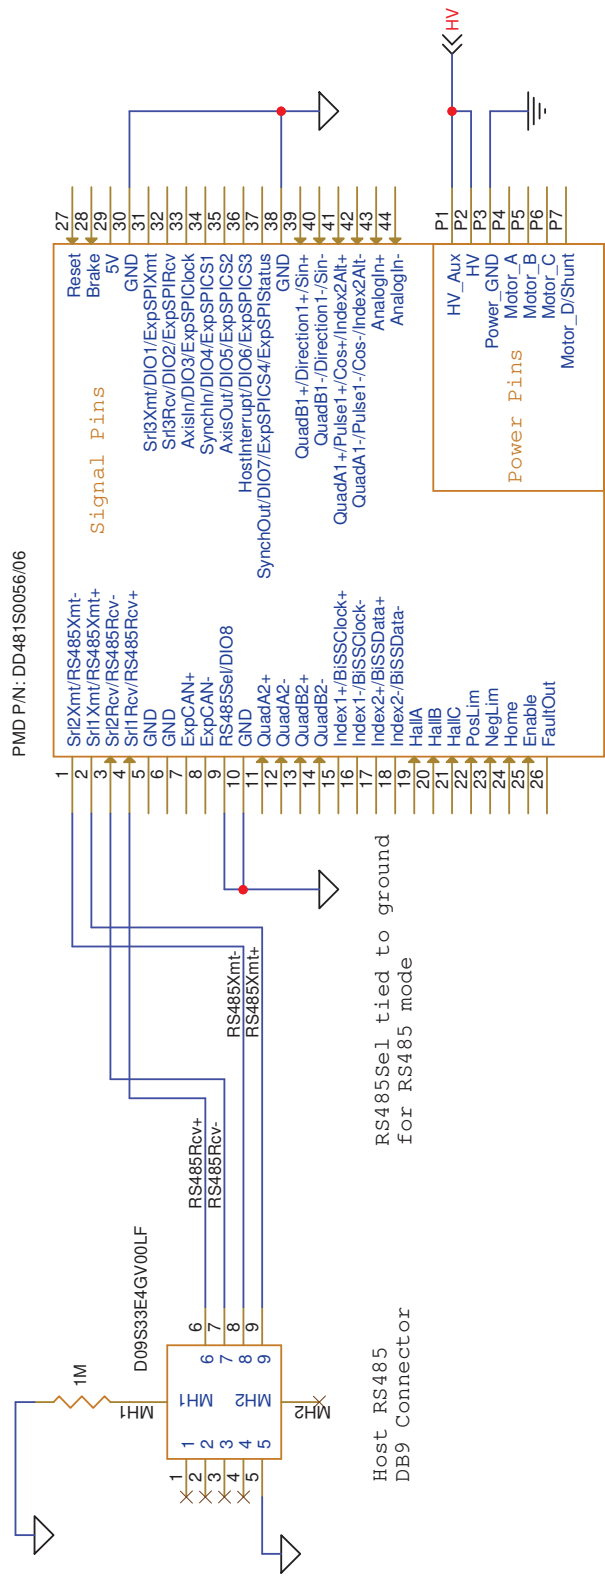 PMD P/N: DD481S0056/06
1
2
3
4
5
6
7
8
9
10
11
12
13
14
15
16
17
18
19
20
21
22
23
24
25
26
Srl2Xmt/RS485Xmt-
Srl1Xmt/RS485Xmt+
Srl2Rcv/RS485Rcv-
Srl1Rcv/RS485Rcv+
GND
GND
ExpCAN+
ExpCAN-
RS485Sel/DIO8
GND
QuadA2+
QuadA2-
QuadB2+
QuadB2-
Index1+/BiSSClock+
Index1-/BiSSClock-
Index2+/BiSSData+
Index2-/BiSSData-
HallA
HallB
HallC
PosLim
NegLim
Home
Enable
FaultOut
Signal Pins
Reset
Brake
5V
GND
Srl3Xmt/DIO1/ExpSPIXmt
Srl3Rcv/DIO2/ExpSPIRcv
AxisIn/DIO3/ExpSPIClock
SynchIn/DIO4/ExpSPICS1
AxisOut/DIO5/ExpSPICS2
HostInterrupt/DIO6/ExpSPICS3
SynchOut/DIO7/ExpSPICS4/ExpSPIStatus
GND
QuadB1+/Direction1+/Sin+
QuadB1-/Direction1-/Sin-
QuadA1+/Pulse1+/Cos+/Index2Alt+
QuadA1-/Pulse1-/Cos-/Index2Alt-
AnalogIn+
AnalogIn-
27
28
29
30
31
32
33
34
35
36
37
38
39
40
41
42
43
44
Power Pins
HV_Aux
HV
Power_GND
Motor_A
Motor_B
Motor_C
Motor_D/Shunt
P1
P2
P3
P4
P5
P6
P7
HV
RS485Rcv+
RS485Rcv-
RS485Xmt-
RS485Xmt+
RS485Sel tied to ground
for RS485 mode
D09S33E4GV00LF
1M
MH1
MH1
MH2
MH2
1
2
3
4
5
1
2
3
4
5
6
7
8
9
6
7
8
9
Host RS485
DB9 Connector